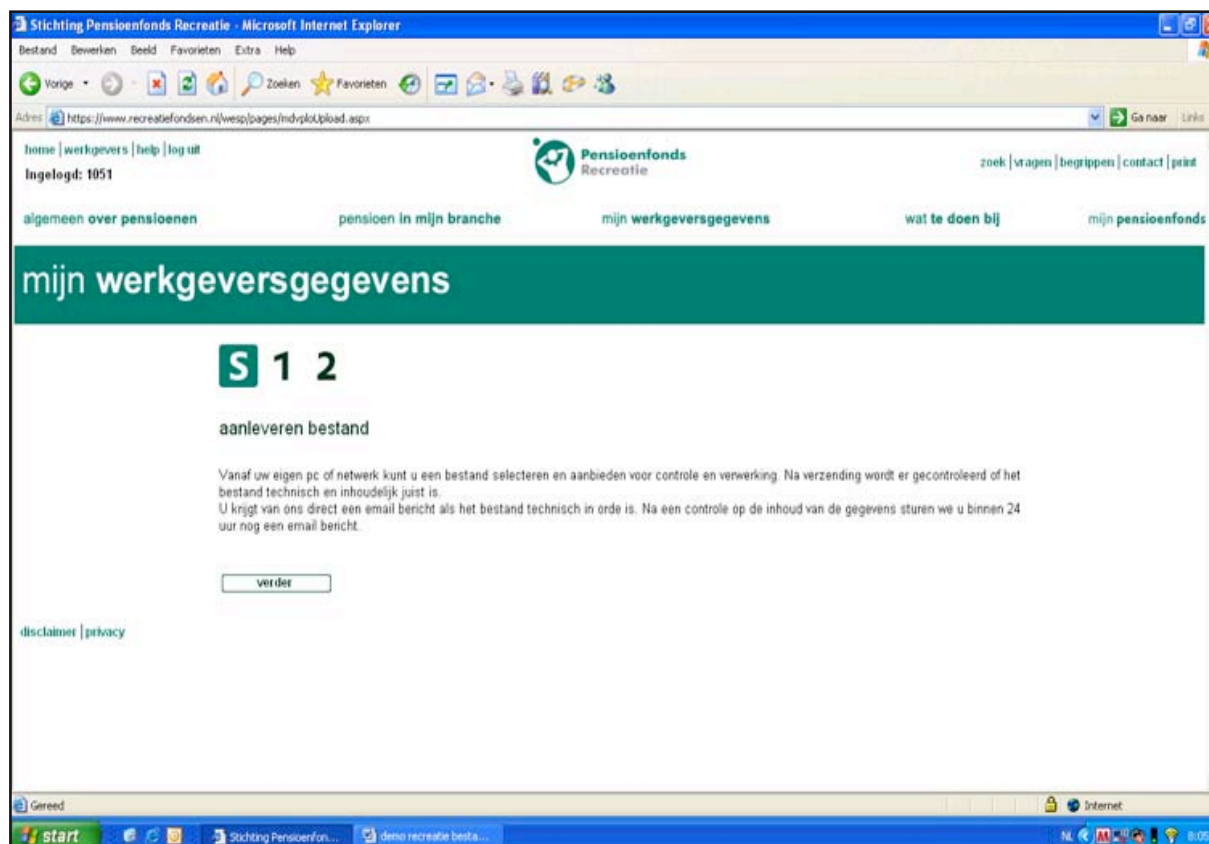 Stichting Pensioenfonds Recreatie - Microsoft Internet Explorer
Bestand Bewerken Beeld Favorieten Extra Help
Vorige Zoeken Favorieten
Adres https://www.recreatiefondsen.nl/wesp/pages/mdvploUpload.aspx Ga naar Links
home | werkgevers | help | log uit
Ingelogd: 1051
Pensioenfonds
Recreatie
zoek | vragen | begrippen | contact | print
algemeen over pensioenen pensioen in mijn branche mijn werkgeversgegevens wat te doen bij mijn pensioenfonds
mijn werkgeversgegevens
S 1 2
aanleveren bestand
Vanaf uw eigen pc of netwerk kunt u een bestand selecteren en aanbieden voor controle en verwerking. Na verzending wordt er gecontroleerd of het
bestand technisch en inhoudelijk juist is.
U krijgt van ons direct een email bericht als het bestand technisch in orde is. Na een controle op de inhoud van de gegevens sturen we u binnen 24
uur nog een email bericht.
verder
disclaimer | privacy
Gereed Internet
start Stichting Pensioenfon... demo recreatie besta... NL 8:05